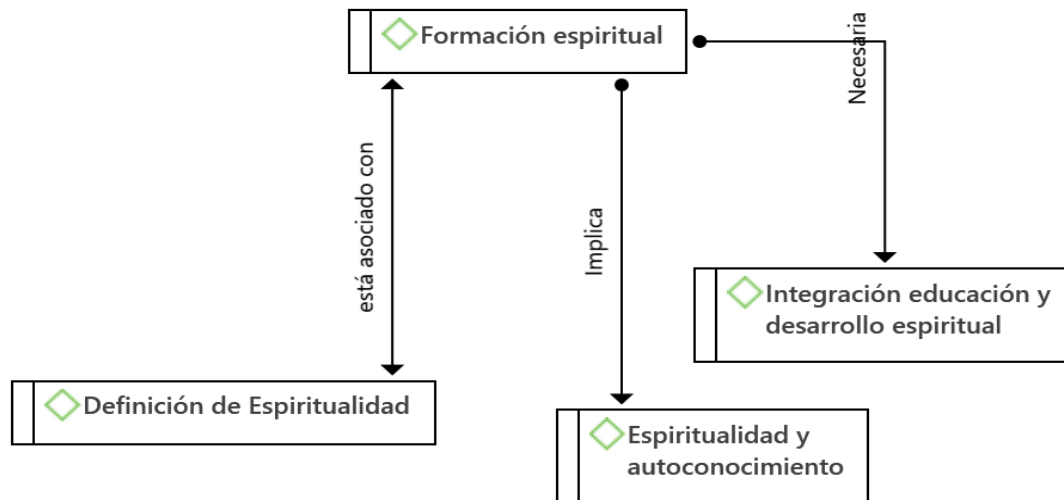 Formación espiritual
Necesaria
está asociado con
Implica
Integración educación y
desarrollo espiritual
Definición de Espiritualidad
Espiritualidad y
autoconocimiento